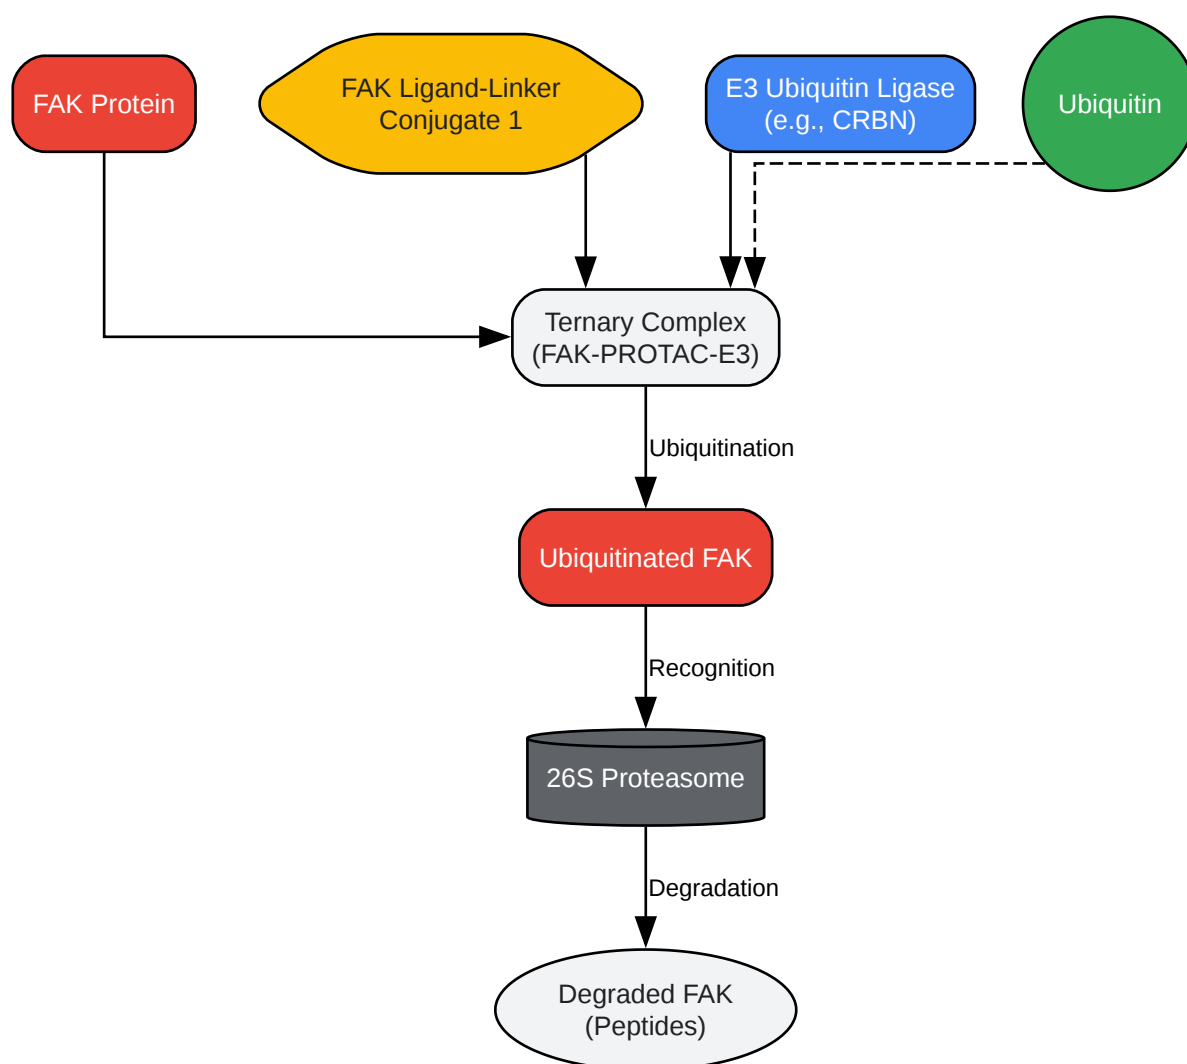 FAK Protein
FAK Ligand-Linker
Conjugate 1
E3 Ubiquitin Ligase
(e.g., CRBN)
Ubiquitin
Ternary Complex
(FAK-PROTAC-E3)
Ubiquitination
Ubiquitinated FAK
Recognition
26S Proteasome
Degradation
Degraded FAK
(Peptides)